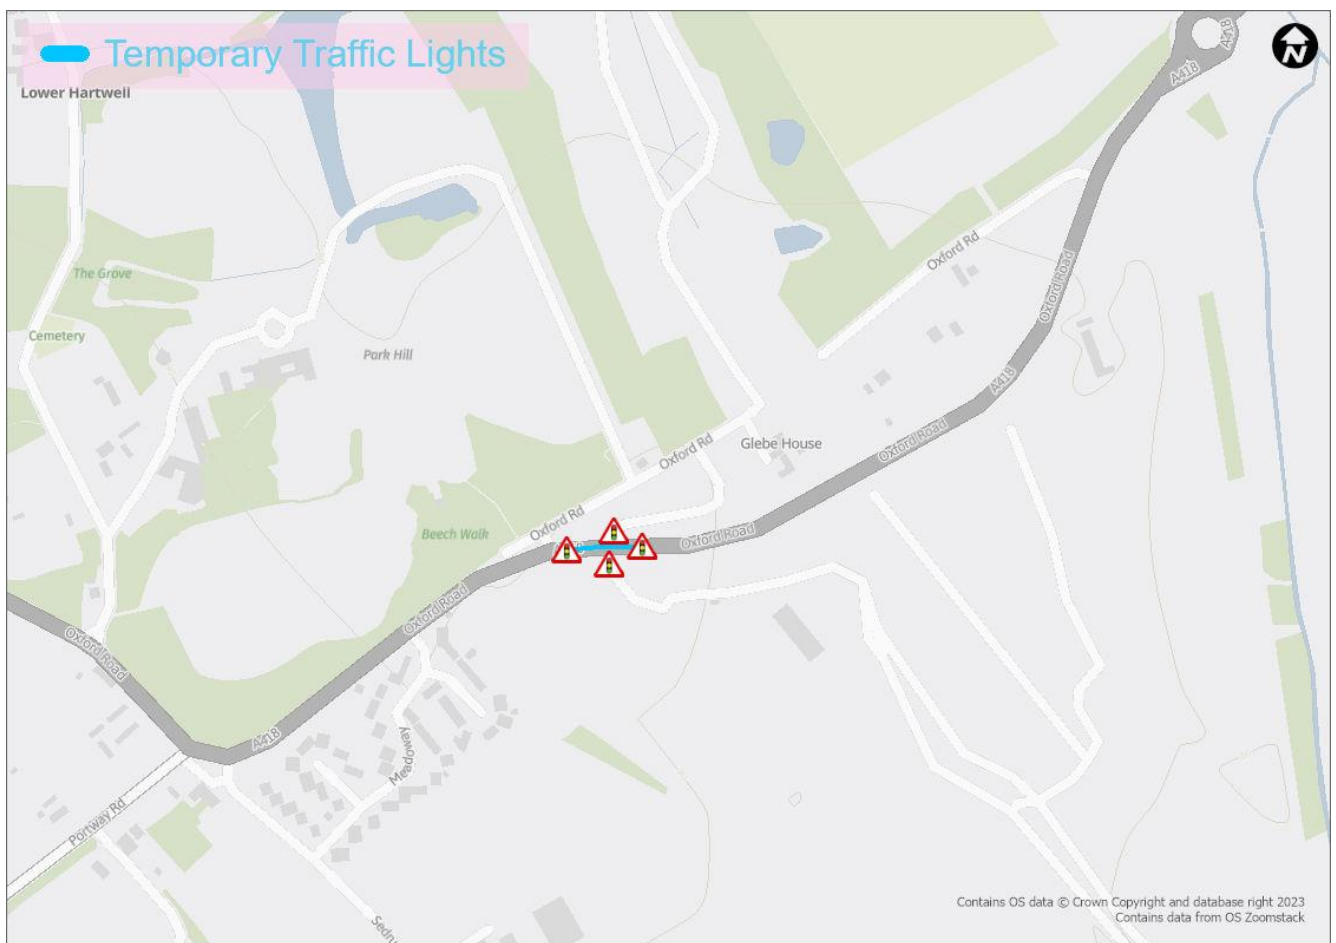 Temporary Traffic Lights
N
Lower Hartwell
A418
A418
The Grove
Oxford Rd
Oxford Road
Cemetery
Park Hill
A418
Oxford Rd
Glebe House
Oxford Road
Oxford Rd
Beech Walk
Oxford Road
Oxford Road
Oxford Road
A418
Meadoway
Portway Rd
Contains OS data © Crown Copyright and database right 2023
Contains data from OS Zoomstack